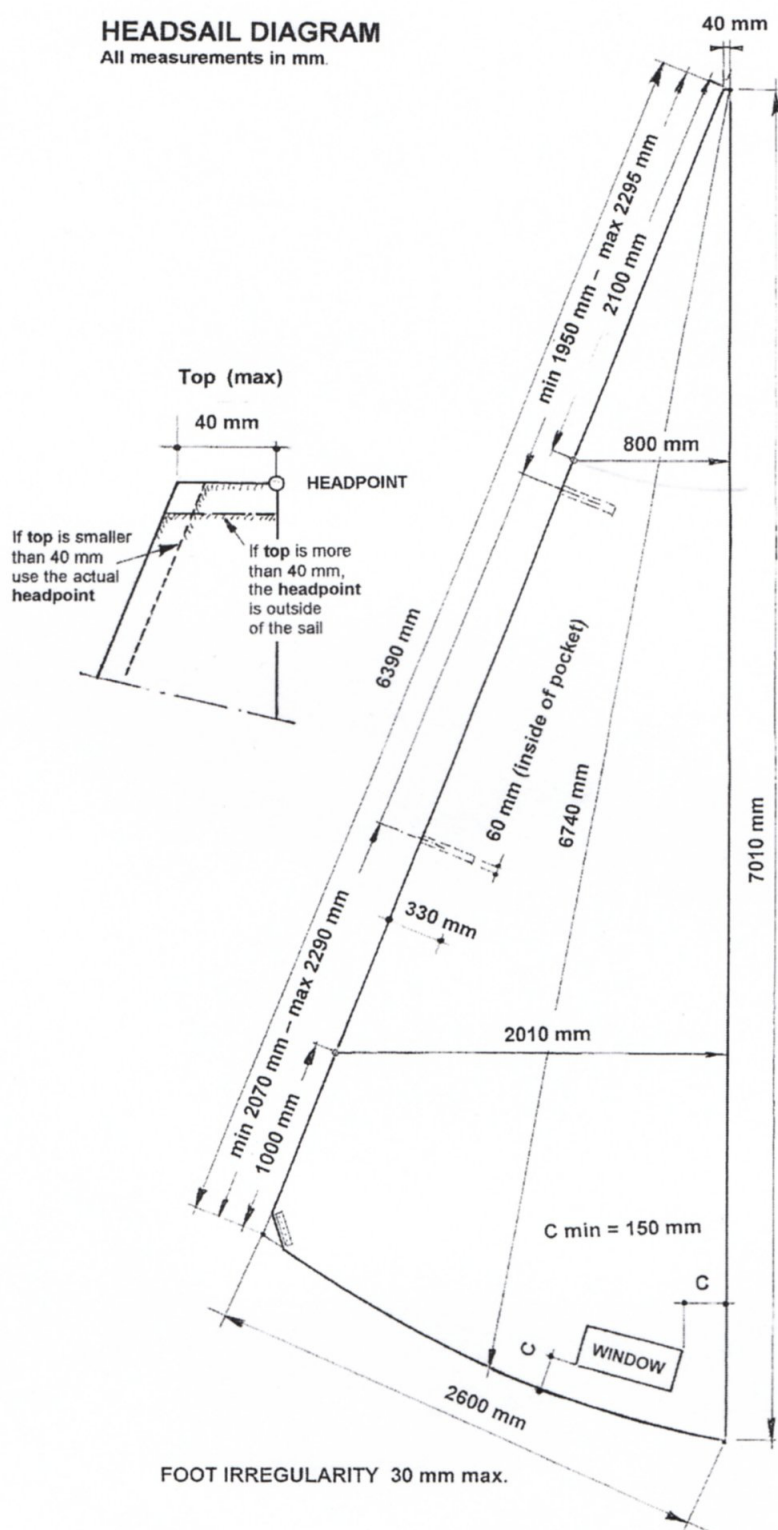 HEADSAIL DIAGRAM
All measurements in mm.
40 mm
min 1950 mm – max 2295 mm
2100 mm
Top (max)
40 mm
800 mm
HEADPOINT
If top is smaller
than 40 mm
use the actual
headpoint
If top is more
than 40 mm,
the headpoint
is outside
of the sail
6390 mm
60 mm (inside of pocket)
6740 mm
7010 mm
330 mm
min 2070 mm – max 2290 mm
1000 mm
2010 mm
C min = 150 mm
C
C
WINDOW
2600 mm
FOOT IRREGULARITY 30 mm max.